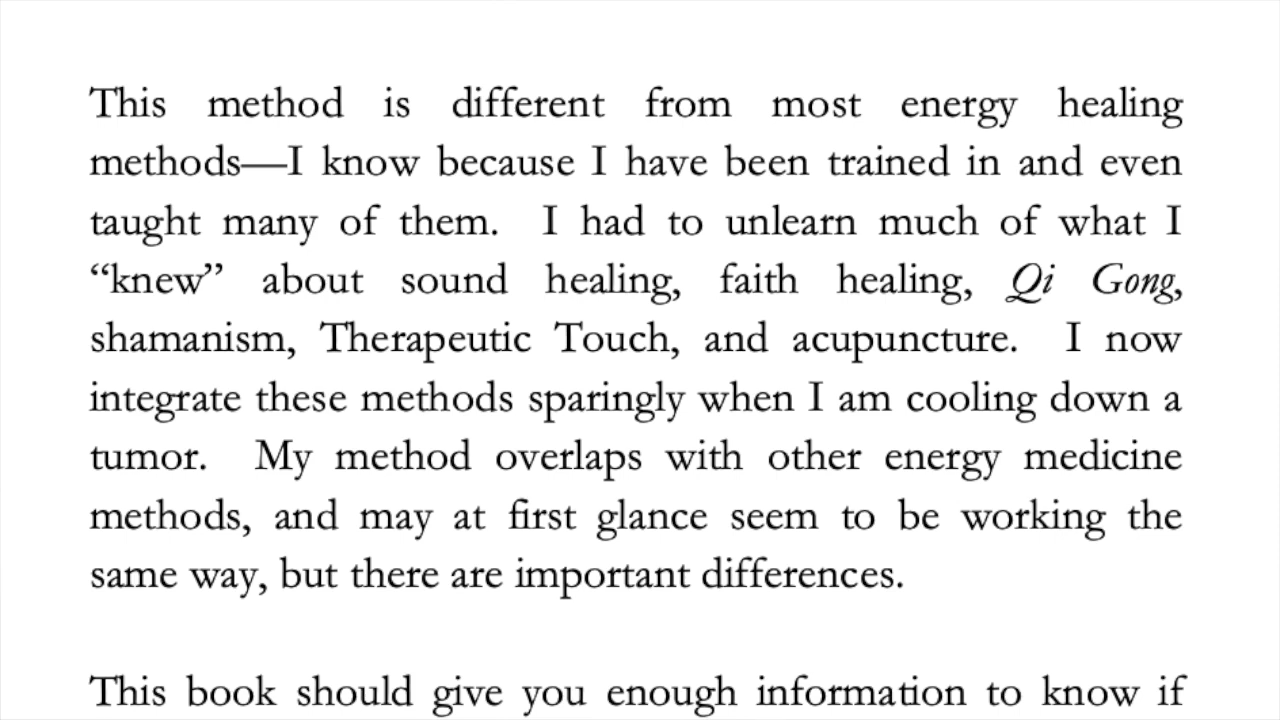 This method is different from most energy healing
methods—I know because I have been trained in and even
taught many of them.  I had to unlearn much of what I
“knew” about sound healing, faith healing, Qi Gong,
shamanism, Therapeutic Touch, and acupuncture.  I now
integrate these methods sparingly when I am cooling down a
tumor.  My method overlaps with other energy medicine
methods, and may at first glance seem to be working the
same way, but there are important differences.
This book should give you enough information to know if